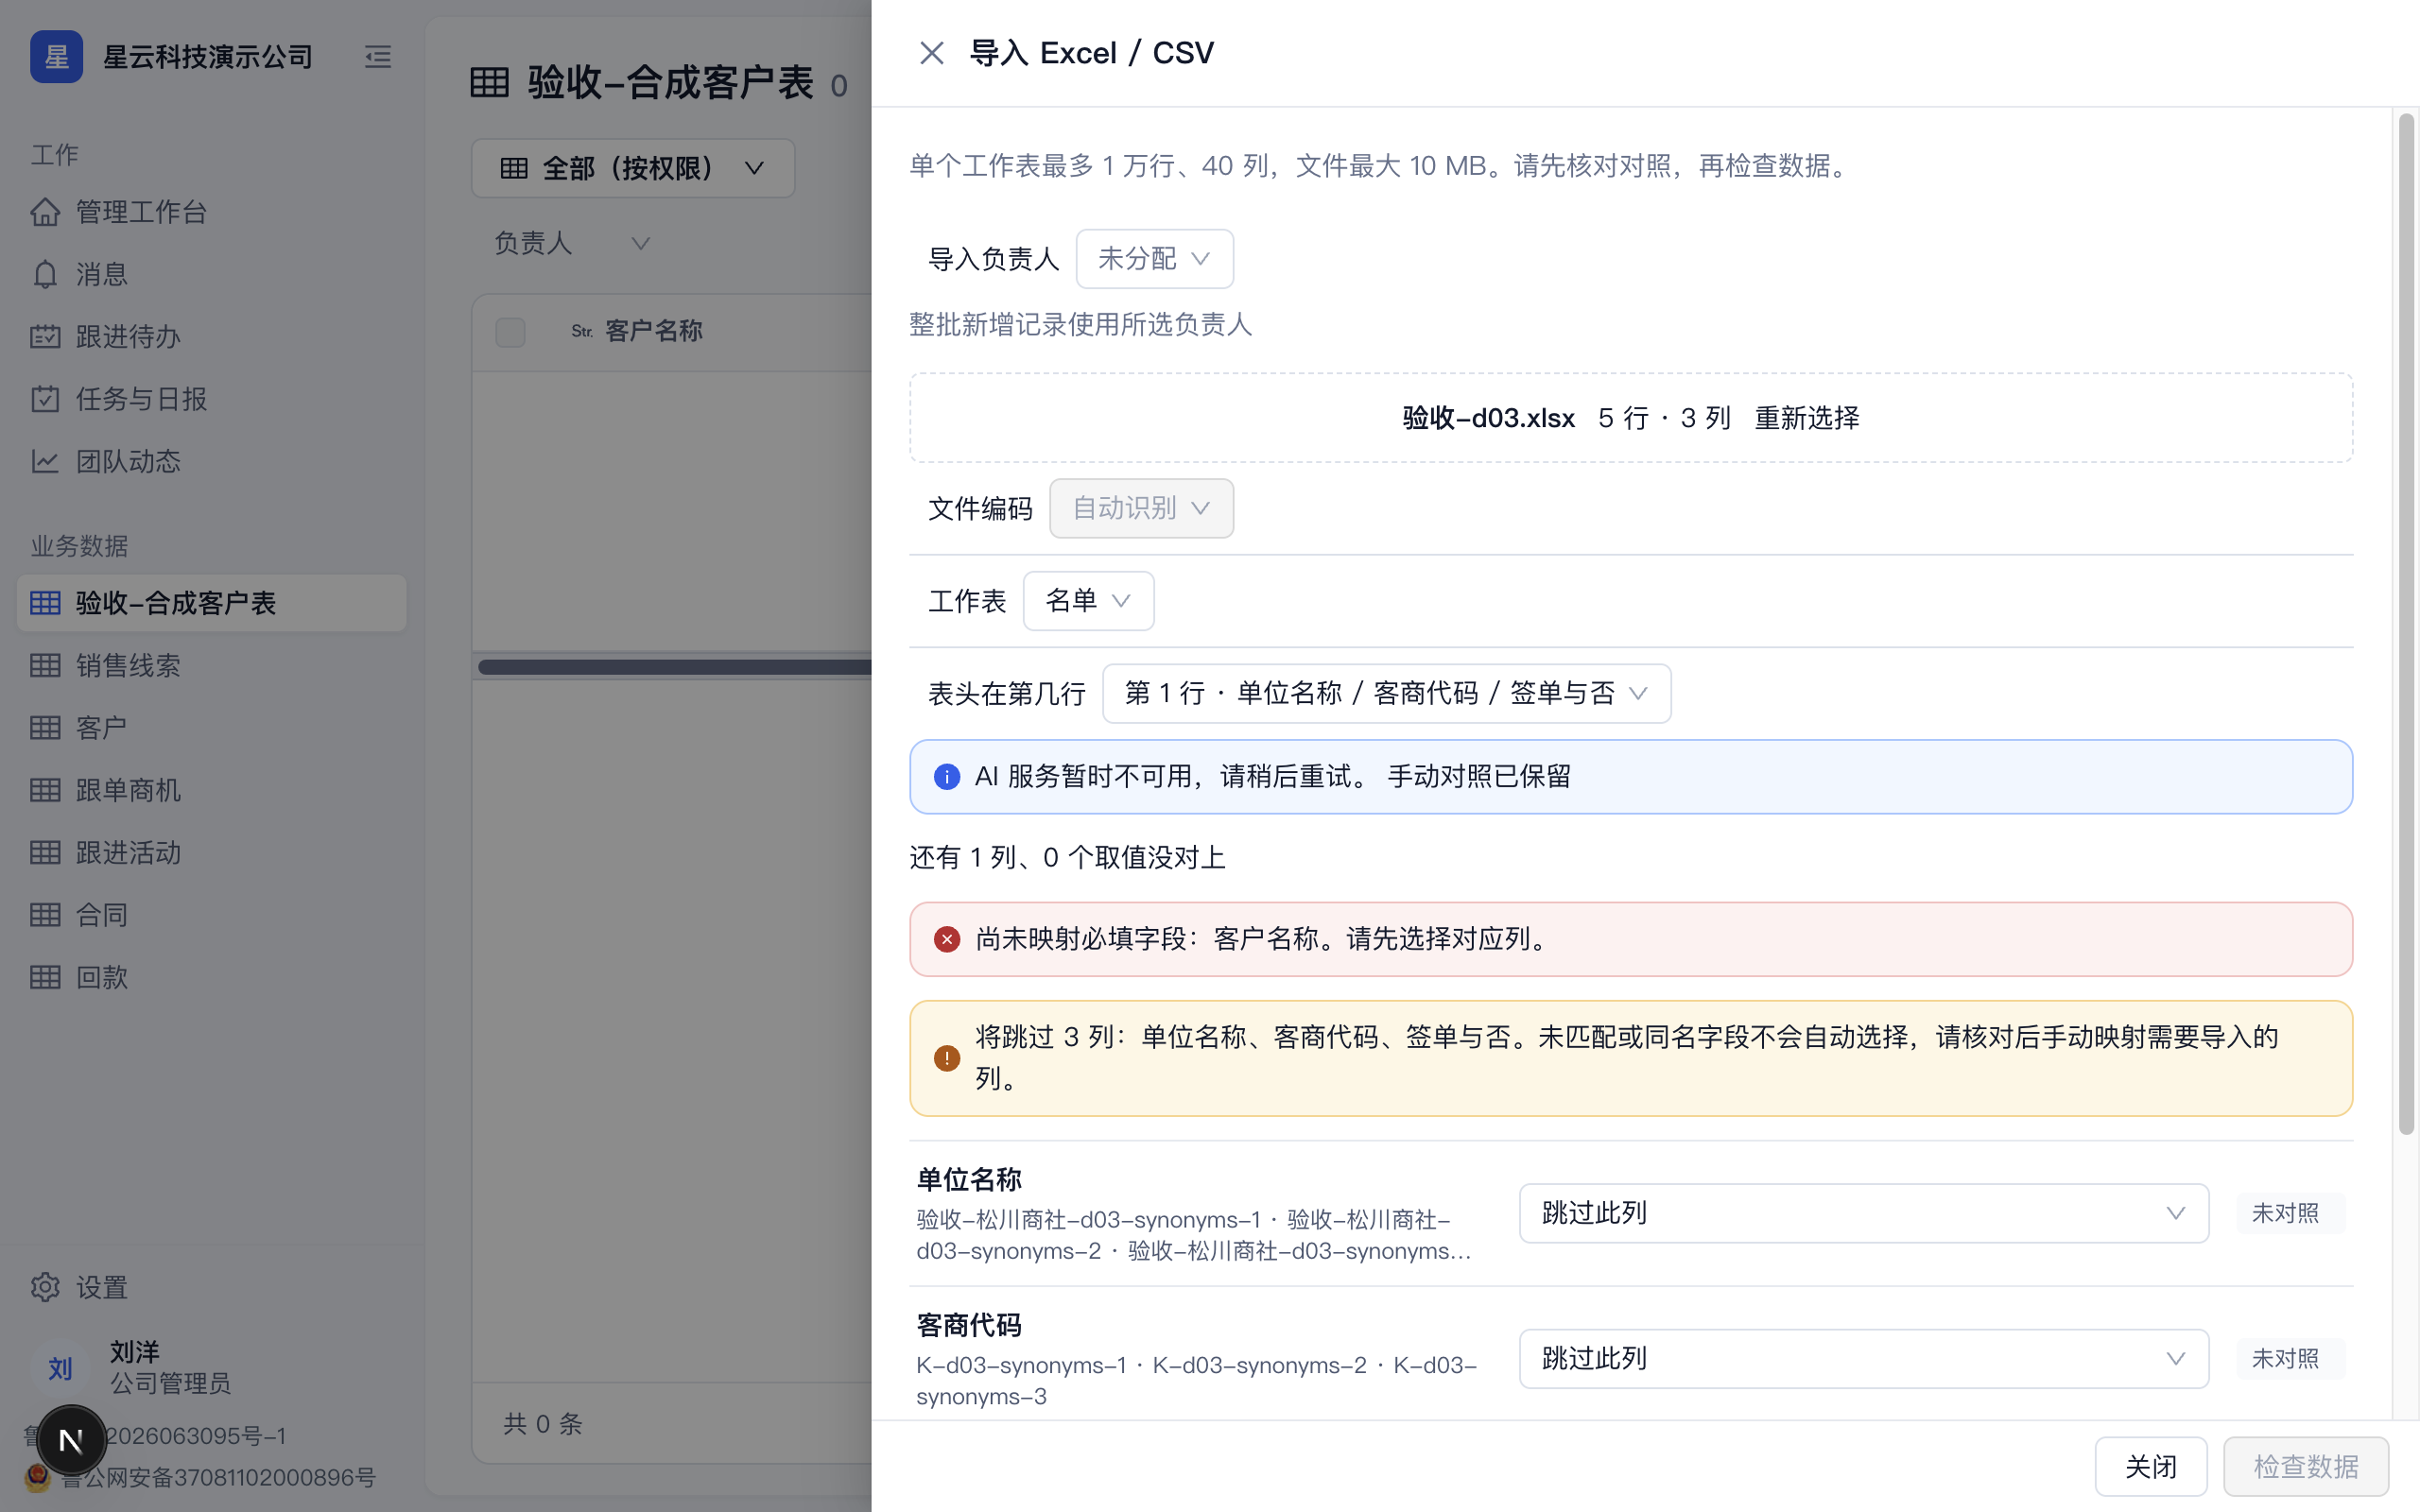 星 星云科技演示公司
工作
管理工作台
消息
跟进待办
任务与日报
团队动态
业务数据
验收-合成客户表
销售线索
客户
跟单商机
跟进活动
合同
回款
设置
刘 刘洋
公司管理员
2026063095号-1
N
公网安备37081102000896号
验收-合成客户表 0
全部（按权限）
负责人
Str. 客户名称
共 0 条
导入 Excel / CSV
单个工作表最多 1 万行、40 列，文件最大 10 MB。请先核对对照，再检查数据。
导入负责人 未分配
整批新增记录使用所选负责人
验收-d03.xlsx 5 行 · 3 列 重新选择
文件编码 自动识别
工作表 名单
表头在第几行 第 1 行 · 单位名称 / 客商代码 / 签单与否
AI 服务暂时不可用，请稍后重试。 手动对照已保留
还有 1 列、0 个取值没对上
尚未映射必填字段：客户名称。请先选择对应列。
将跳过 3 列：单位名称、客商代码、签单与否。未匹配或同名字段不会自动选择，请核对后手动映射需要导入的
列。
单位名称
验收-松川商社-d03-synonyms-1 · 验收-松川商社-
d03-synonyms-2 · 验收-松川商社-d03-synonyms...
跳过此列 未对照
客商代码
K-d03-synonyms-1 · K-d03-synonyms-2 · K-d03-
synonyms-3
跳过此列 未对照
关闭 检查数据